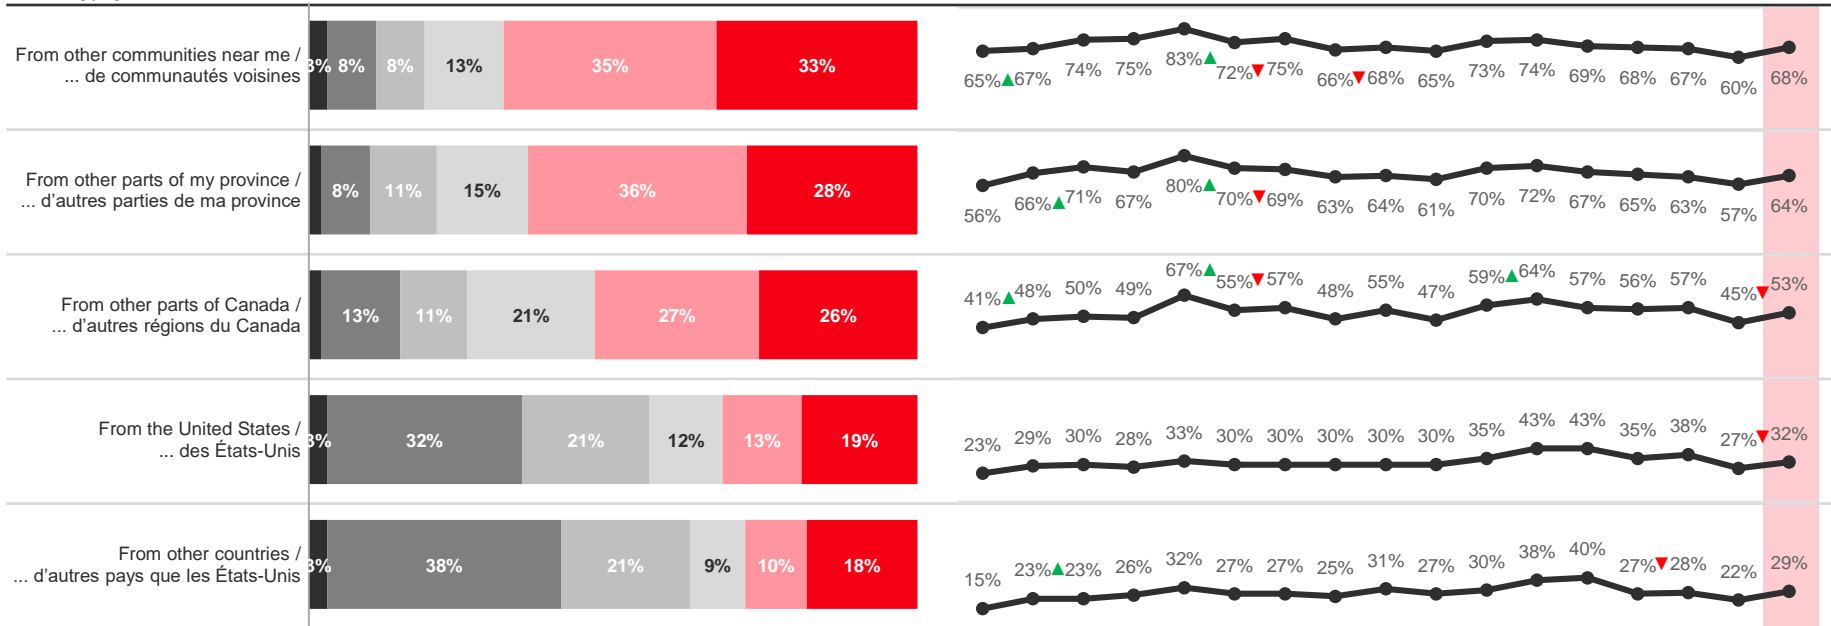 From other communities near me /
... de communautés voisines
3% 8% 8% 13% 35% 33%
65% ▲ 67% 74% 75% 83% ▲ 72% ▼ 75% 66% ▼ 68% 65% 73% 74% 69% 68% 67% 60% 68%
From other parts of my province /
... d'autres parties de ma province
8% 11% 15% 36% 28%
56% 66% ▲ 71% 67% 80% ▲ 70% ▼ 69% 63% 64% 61% 70% 72% 67% 65% 63% 57% 64%
From other parts of Canada /
... d'autres régions du Canada
13% 11% 21% 27% 26%
41% ▲ 48% 50% 49% 67% ▲ 55% ▼ 57% 48% 55% 47% 59% ▲ 64% 57% 56% 57% 45% ▼ 53%
From the United States /
... des États-Unis
3% 32% 21% 12% 13% 19%
23% 29% 30% 28% 33% 30% 30% 30% 30% 30% 35% 43% 43% 35% 38% 27% ▼ 32%
From other countries /
... d'autres pays que les États-Unis
3% 38% 21% 9% 10% 18%
15% 23% ▲ 23% 26% 32% 27% 27% 25% 31% 27% 30% 38% 40% 27% ▼ 28% 22% 29%